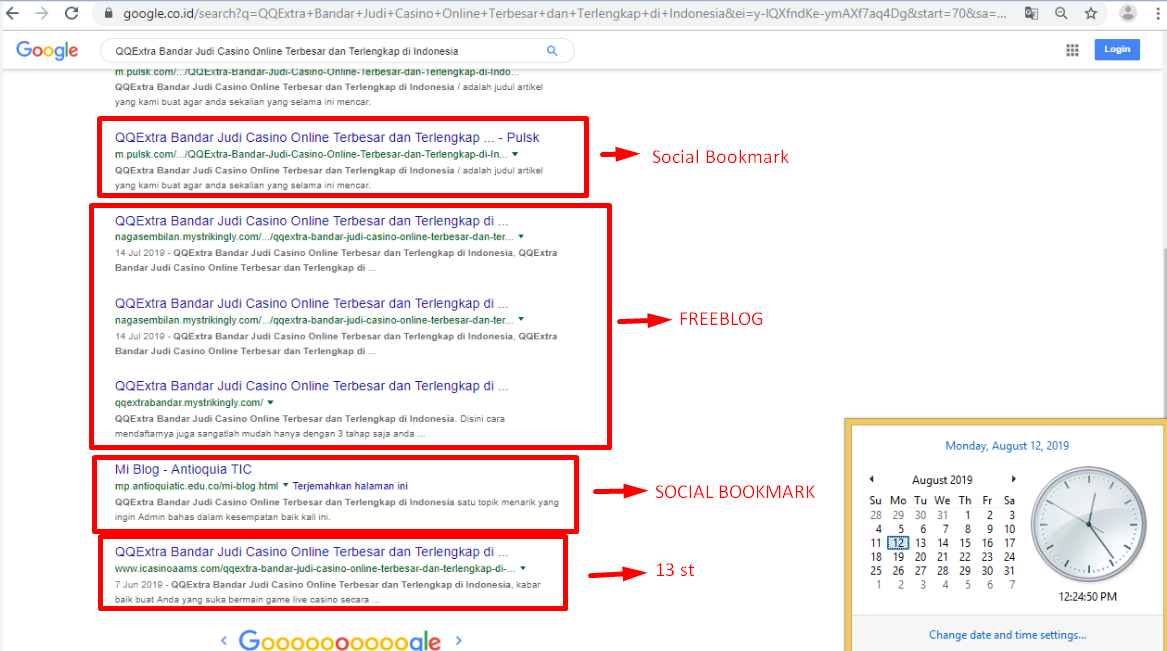 google.co.id/search?q=QQExtra+Bandar+Judi+Casino+Online+Terbesar+dan+Terlengkap+di+Indonesia&ei=y-IQXfndKe-ymAXf7aq4Dg&start=70&sa=...
Google
QQExtra Bandar Judi Casino Online Terbesar dan Terlengkap di Indonesia
Login
m.pulsk.com/.../QQExtra-Bandar-Judi-Casino-Online-Terbesar-dan-Terlengkap-di-Indo...
QQExtra Bandar Judi Casino Online Terbesar dan Terlengkap di Indonesia / adalah judul artikel
yang kami buat agar anda sekalian yang selama ini mencar.
QQExtra Bandar Judi Casino Online Terbesar dan Terlengkap ... - Pulsk
m.pulsk.com/.../QQExtra-Bandar-Judi-Casino-Online-Terbesar-dan-Terlengkap-di-In...
QQExtra Bandar Judi Casino Online Terbesar dan Terlengkap di Indonesia / adalah judul artikel
yang kami buat agar anda sekalian yang selama ini mencar.
Social Bookmark
QQExtra Bandar Judi Casino Online Terbesar dan Terlengkap di ...
nagasembilan.mystrikingly.com/.../qqextra-bandar-judi-casino-online-terbesar-dan-ter...
14 Jul 2019 - QQExtra Bandar Judi Casino Online Terbesar dan Terlengkap di Indonesia, QQExtra
Bandar Judi Casino Online Terbesar dan Terlengkap di ...
QQExtra Bandar Judi Casino Online Terbesar dan Terlengkap di ...
nagasembilan.mystrikingly.com/.../qqextra-bandar-judi-casino-online-terbesar-dan-ter...
14 Jul 2019 - QQExtra Bandar Judi Casino Online Terbesar dan Terlengkap di Indonesia. QQExtra
Bandar Judi Casino Online Terbesar dan Terlengkap di ...
FREEBLOG
QQExtra Bandar Judi Casino Online Terbesar dan Terlengkap di ...
qqextrabandar.mystrikingly.com/
QQExtra Bandar Judi Casino Online Terbesar dan Terlengkap di Indonesia. Disini cara
mendaftarnya juga sangatlah mudah hanya dengan 3 tahap saja anda ...
Mi Blog - Antioquia TIC
mp.antioquiatic.edu.co/mi-blog.html Terjemahkan halaman ini
QQExtra Bandar Judi Casino Online Terbesar dan Terlengkap di Indonesia satu topik menarik yang
ingin Admin bahas dalam kesempatan baik kali ini.
SOCIAL BOOKMARK
QQExtra Bandar Judi Casino Online Terbesar dan Terlengkap di ...
www.icasinoaams.com/qqextra-bandar-judi-casino-online-terbesar-dan-terlengkap-di-...
7 Jun 2019 - QQExtra Bandar Judi Casino Online Terbesar dan Terlengkap di Indonesia, kabar
baik buat Anda yang suka bermain game live casino secara ...
13 st
Goooooooooogle
Monday, August 12, 2019
August 2019
Su Mo Tu We Th Fr Sa
28 29 30 31 1 2 3
4 5 6 7 8 9 10
11 12 13 14 15 16 17
18 19 20 21 22 23 24
25 26 27 28 29 30 31
1 2 3 4 5 6 7
12:24:50 PM
Change date and time settings...